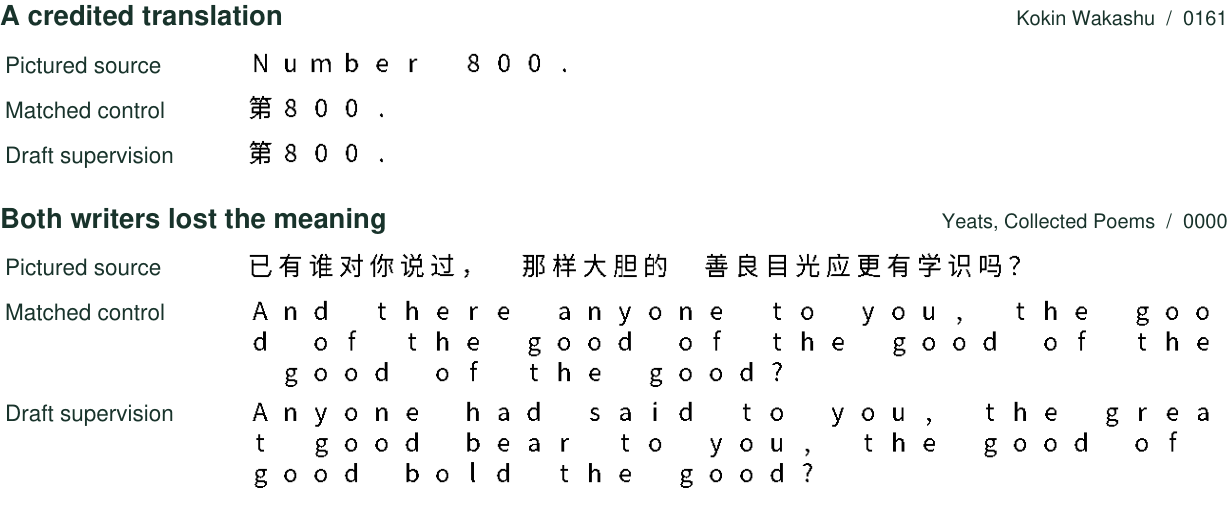 A credited translation
Kokin Wakashu / 0161
Pictured source
Number 800.
Matched control
第800.
Draft supervision
第800.
Both writers lost the meaning
Yeats, Collected Poems / 0000
Pictured source
已有谁对你说过， 那样大胆的 善良目光应更有学识吗？
Matched control
And there anyone to you, the goo
d of the good of the good of the
good of the good?
Draft supervision
Anyone had said to you, the grea
t good bear to you, the good of
good bold the good?